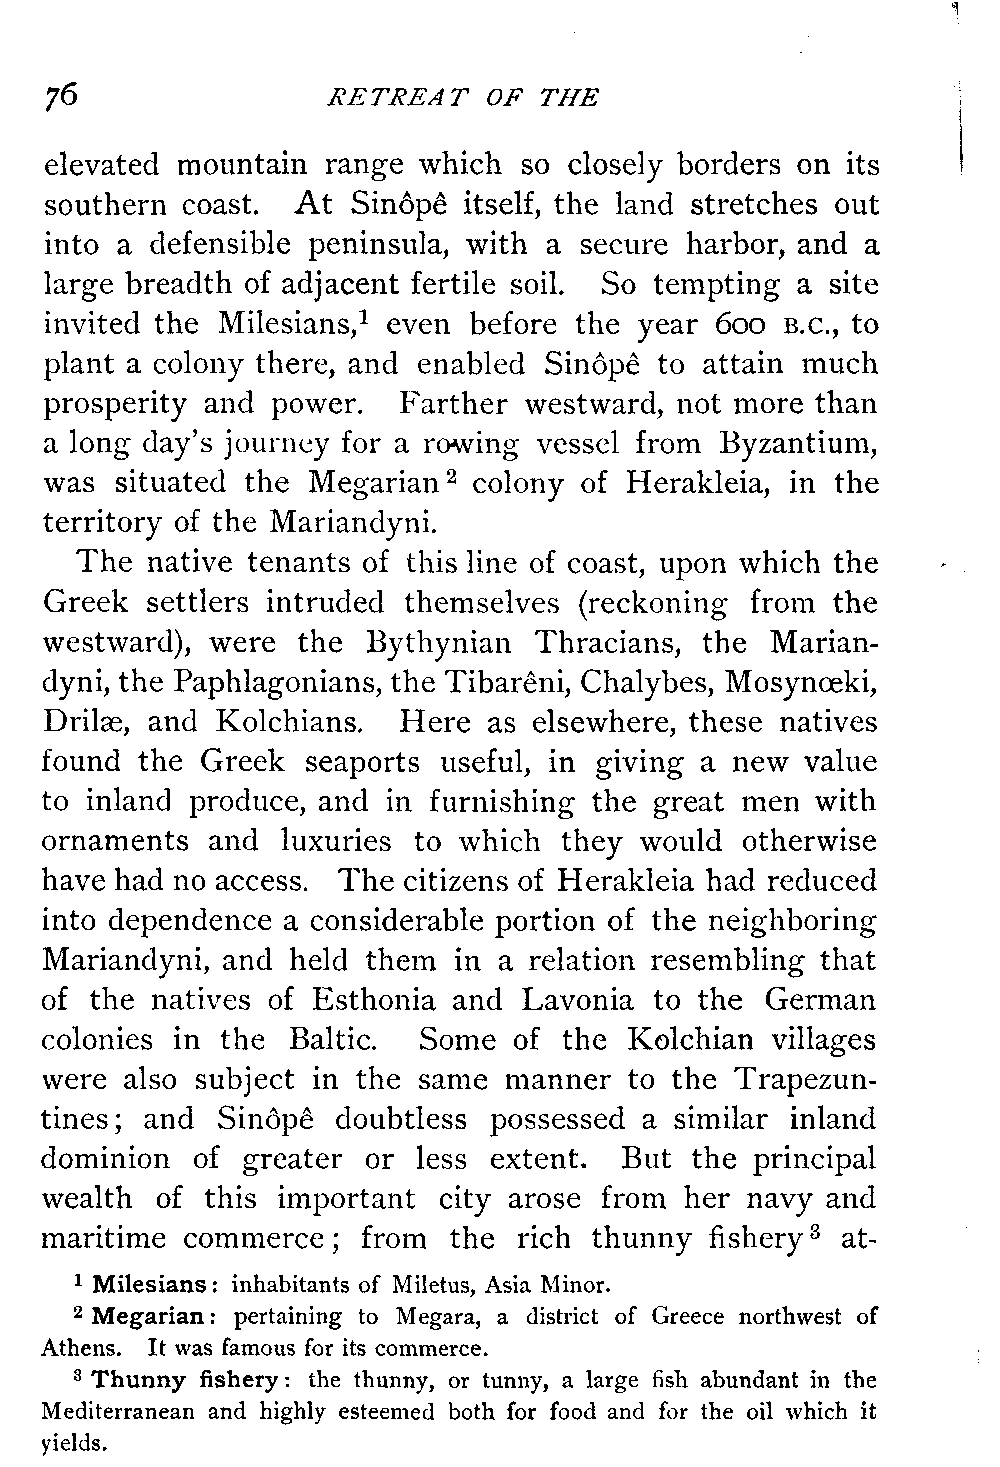 76 RETREAT OF THE
elevated mountain range which so closely borders on its
southern coast. At Sinôpê itself, the land stretches out
into a defensible peninsula, with a secure harbor, and a
large breadth of adjacent fertile soil. So tempting a site
invited the Milesians,¹ even before the year 600 B.C., to
plant a colony there, and enabled Sinôpê to attain much
prosperity and power. Farther westward, not more than
a long day's journey for a rowing vessel from Byzantium,
was situated the Megarian² colony of Herakleia, in the
territory of the Mariandyni.
The native tenants of this line of coast, upon which the
Greek settlers intruded themselves (reckoning from the
westward), were the Bythynian Thracians, the Marian-
dyni, the Paphlagonians, the Tibarêni, Chalybes, Mosynœki,
Drilæ, and Kolchians. Here as elsewhere, these natives
found the Greek seaports useful, in giving a new value
to inland produce, and in furnishing the great men with
ornaments and luxuries to which they would otherwise
have had no access. The citizens of Herakleia had reduced
into dependence a considerable portion of the neighboring
Mariandyni, and held them in a relation resembling that
of the natives of Esthonia and Lavonia to the German
colonies in the Baltic. Some of the Kolchian villages
were also subject in the same manner to the Trapezun-
tines; and Sinôpê doubtless possessed a similar inland
dominion of greater or less extent. But the principal
wealth of this important city arose from her navy and
maritime commerce; from the rich thunny fishery³ at-
¹ Milesians: inhabitants of Miletus, Asia Minor.
² Megarian: pertaining to Megara, a district of Greece northwest of
Athens. It was famous for its commerce.
³ Thunny fishery: the thunny, or tunny, a large fish abundant in the
Mediterranean and highly esteemed both for food and for the oil which it
yields.